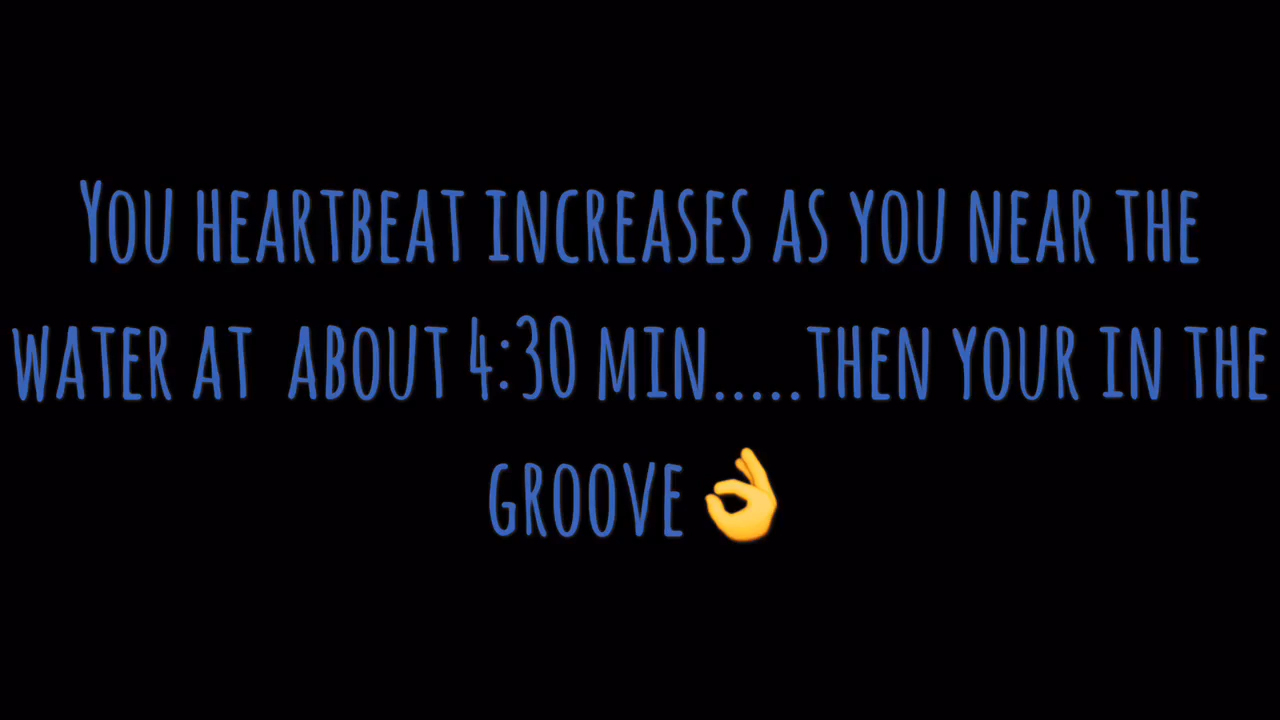 You heartbeat increases as you near the
water at about 4:30 min.....then your in the
groove 👌